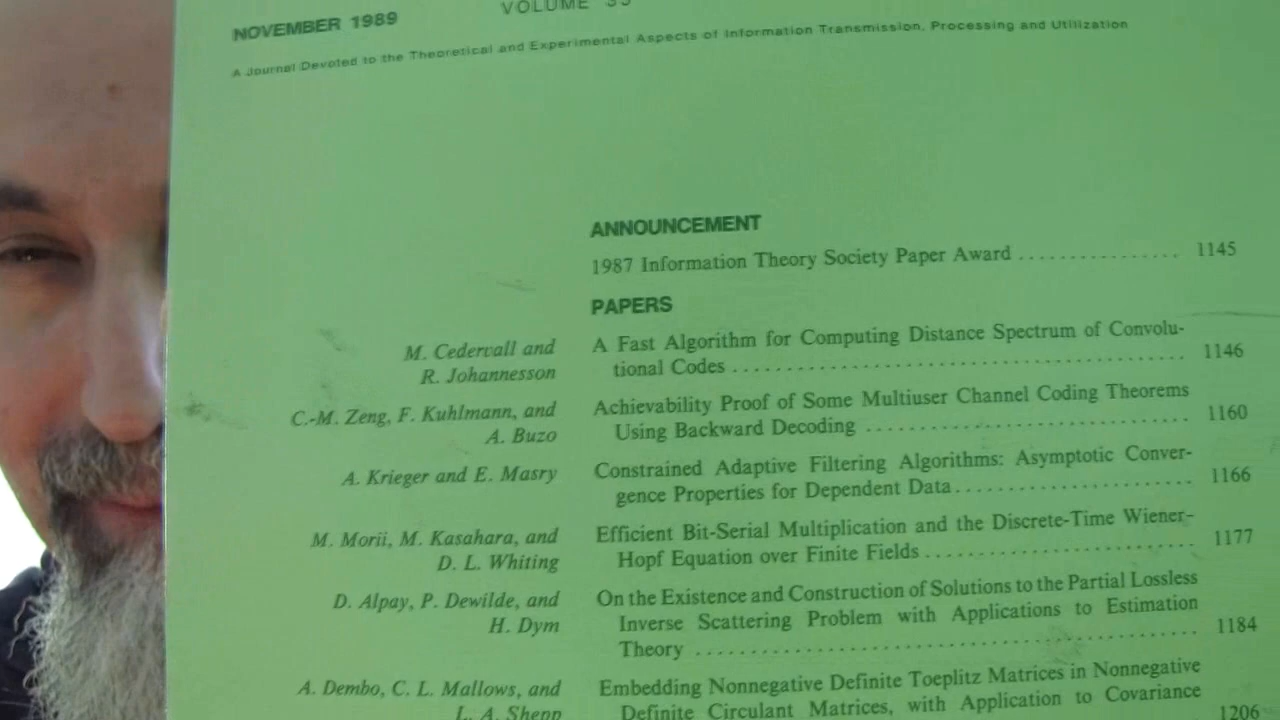 NOVEMBER 1989 VOLUME 35
A Journal Devoted to the Theoretical and Experimental Aspects of Information Transmission, Processing and Utilization
ANNOUNCEMENT
1987 Information Theory Society Paper Award ................ 1145
PAPERS
M. Cedervall and A Fast Algorithm for Computing Distance Spectrum of Convolu-
R. Johannesson tional Codes ........................................ 1146
C.-M. Zeng, F. Kuhlmann, and Achievability Proof of Some Multiuser Channel Coding Theorems
A. Buzo Using Backward Decoding ............................. 1160
A. Krieger and E. Masry Constrained Adaptive Filtering Algorithms: Asymptotic Conver-
gence Properties for Dependent Data ..................... 1166
M. Morii, M. Kasahara, and Efficient Bit-Serial Multiplication and the Discrete-Time Wiener-
D. L. Whiting Hopf Equation over Finite Fields ........................ 1177
D. Alpay, P. Dewilde, and On the Existence and Construction of Solutions to the Partial Lossless
H. Dym Inverse Scattering Problem with Applications to Estimation
Theory ............................................. 1184
A. Dembo, C. L. Mallows, and Embedding Nonnegative Definite Toeplitz Matrices in Nonnegative
L. A. Shepp Definite Circulant Matrices, with Application to Covariance
1206